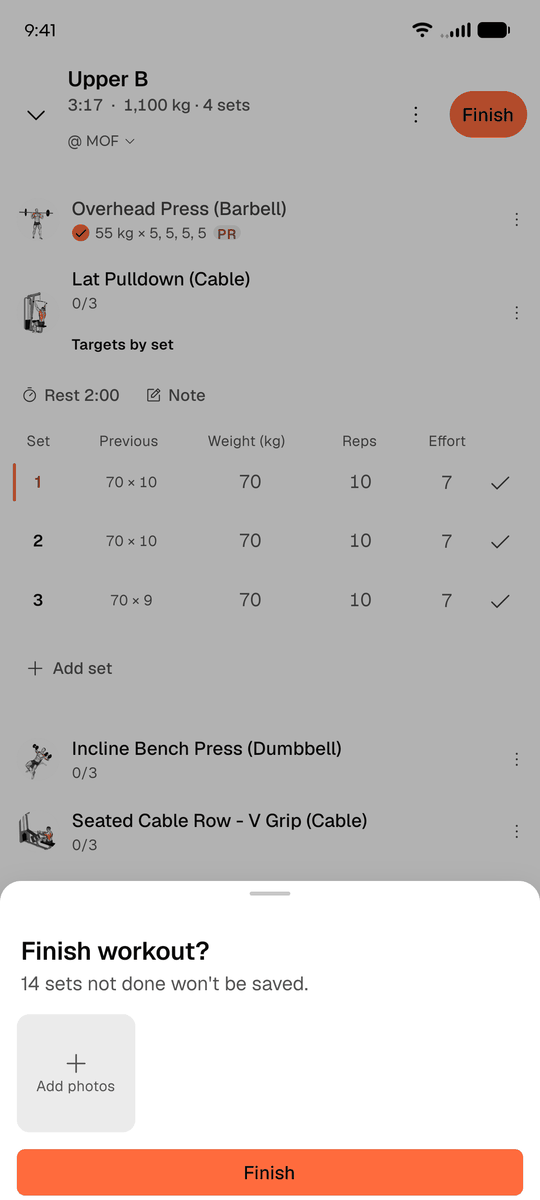 9:41
Upper B
3:17 · 1,100 kg · 4 sets
@ MOF
Finish
Overhead Press (Barbell)
55 kg × 5, 5, 5, 5 PR
Lat Pulldown (Cable)
0/3
Targets by set
Rest 2:00 Note
Set Previous Weight (kg) Reps Effort
1 70 × 10 70 10 7
2 70 × 10 70 10 7
3 70 × 9 70 10 7
Add set
Incline Bench Press (Dumbbell)
0/3
Seated Cable Row - V Grip (Cable)
0/3
Finish workout?
14 sets not done won't be saved.
Add photos
Finish